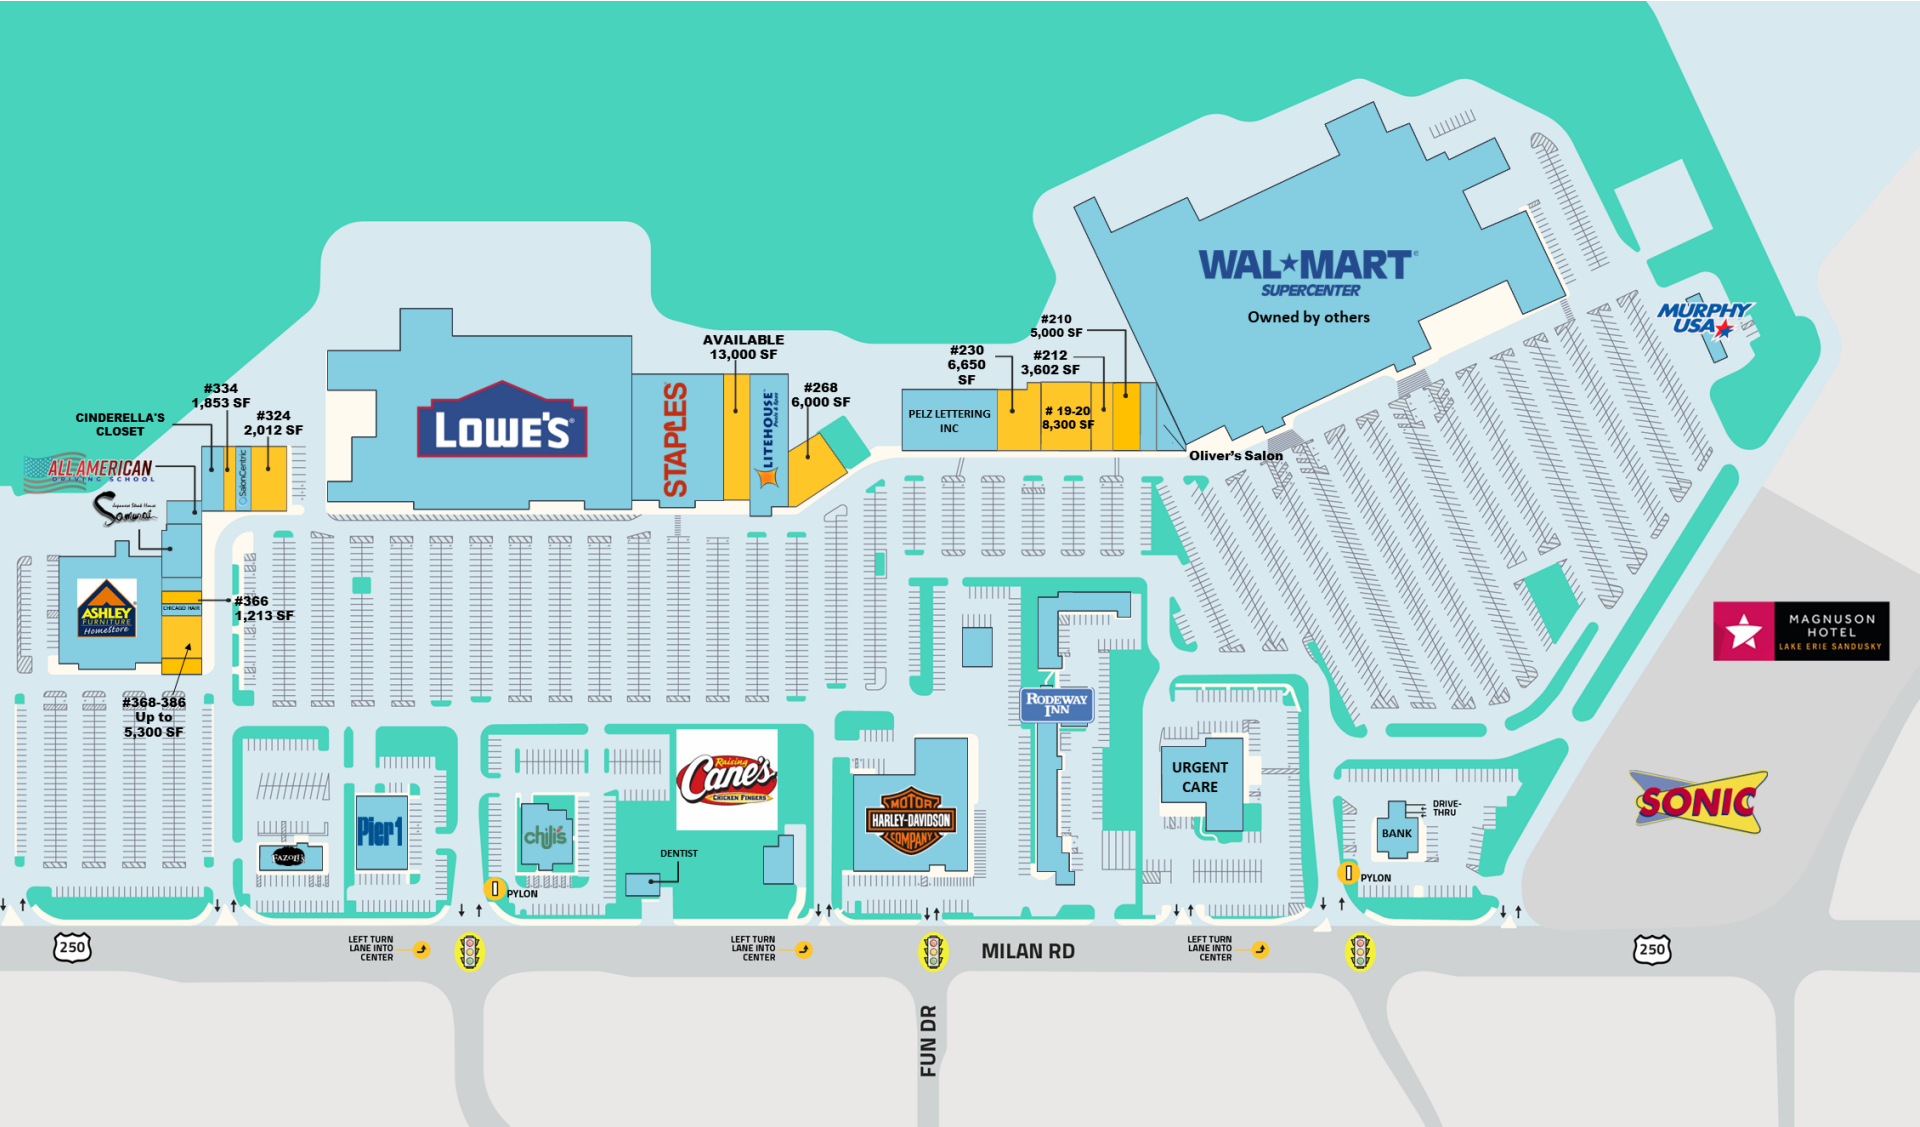 WAL★MART
SUPERCENTER
Owned by others
MURPHY
USA
#210
5,000 SF
#230
6,650
SF
#212
3,602 SF
AVAILABLE
13,000 SF
#268
6,000 SF
#334
1,853 SF
#324
2,012 SF
CINDERELLA'S
CLOSET
ALL AMERICAN
DRIVING SCHOOL
SalonCentric
LOWE'S
STAPLES
LITEHOUSE
Pools & Spas
PELZ LETTERING
INC
# 19-20
8,300 SF
Oliver's Salon
Samurai
ASHLEY
FURNITURE
HomeStore
#366
1,213 SF
CHICAGO HAIR
#368-386
Up to
5,300 SF
MAGNUSON
HOTEL
LAKE ERIE SANDUSKY
RODEWAY
INN
Raising
Cane's
CHICKEN FINGERS
URGENT
CARE
SONIC
MOTOR
HARLEY-DAVIDSON
COMPANY
Pier1
chili's
FAZOLI'S
DENTIST
DRIVE-
THRU
BANK
PYLON
PYLON
250
LEFT TURN
LANE INTO
CENTER
LEFT TURN
LANE INTO
CENTER
MILAN RD
LEFT TURN
LANE INTO
CENTER
250
FUN DR